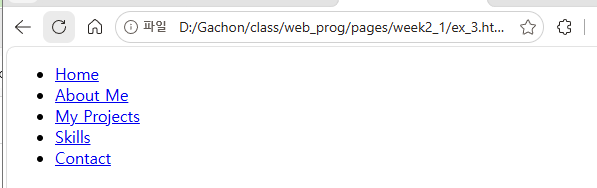 파일 D:/Gachon/class/web_prog/pages/week2_1/ex_3.ht...
Home
About Me
My Projects
Skills
Contact